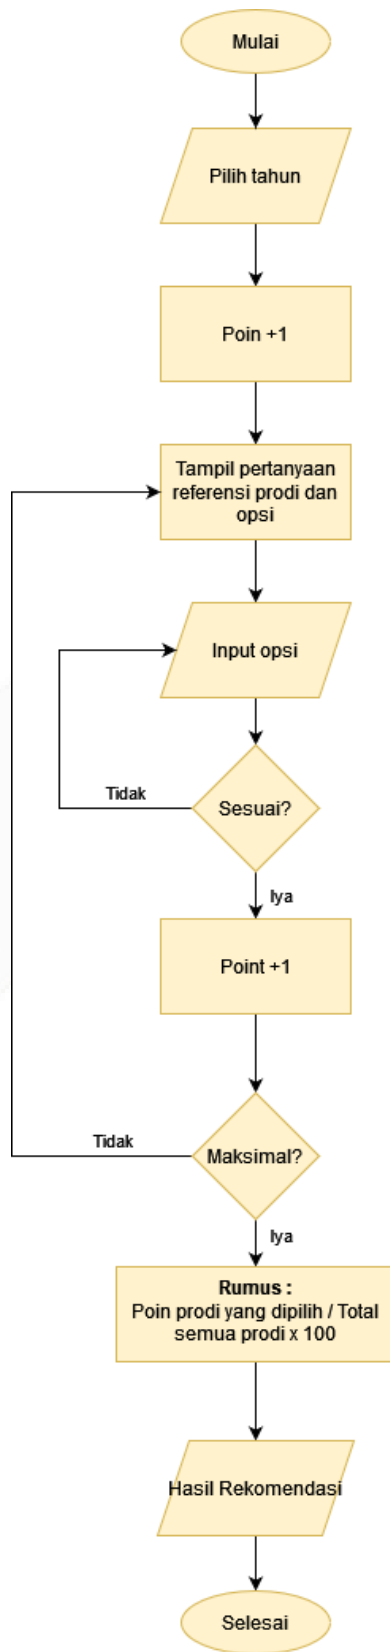 Mulai
Pilih tahun
Poin +1
Tampil pertanyaan
referensi prodi dan
opsi
Input opsi
Tidak
Sesuai?
Iya
Point +1
Tidak
Maksimal?
Iya
Rumus :
Poin prodi yang dipilih / Total
semua prodi x 100
Hasil Rekomendasi
Selesai